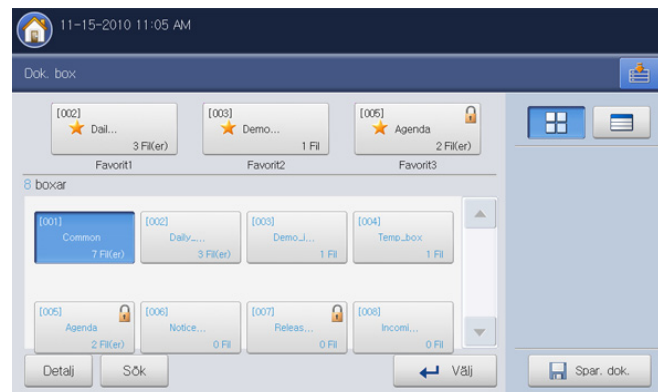 11-15-2010 11:05 AM
Dok. box
[002]
Dail...
3 Fil(er)
Favorit1
[003]
Demo...
1 Fil
Favorit2
[005]
Agenda
2 Fil(er)
Favorit3
8 boxar
[001]
Common
7 Fil(er)
[002]
Daily_...
3 Fil(er)
[003]
Demo_i...
1 Fil
[004]
Temp_box
1 Fil
[005]
Agenda
2 Fil(er)
[006]
Notice...
0 Fil
[007]
Releas...
0 Fil
[008]
Incomi...
0 Fil
Detalj
Sök
Välj
Spar. dok.